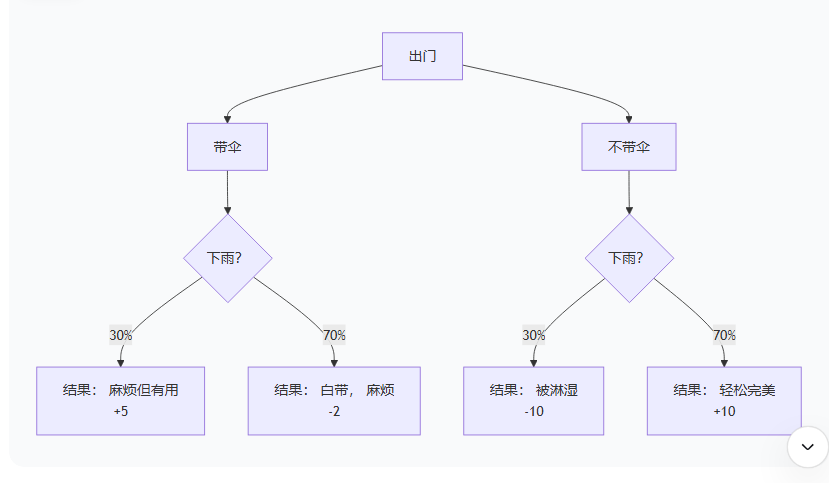 出门
带伞
不带伞
下雨?
下雨?
30%
70%
30%
70%
结果： 麻烦但有用
+5
结果： 白带， 麻烦
-2
结果： 被淋湿
-10
结果： 轻松完美
+10